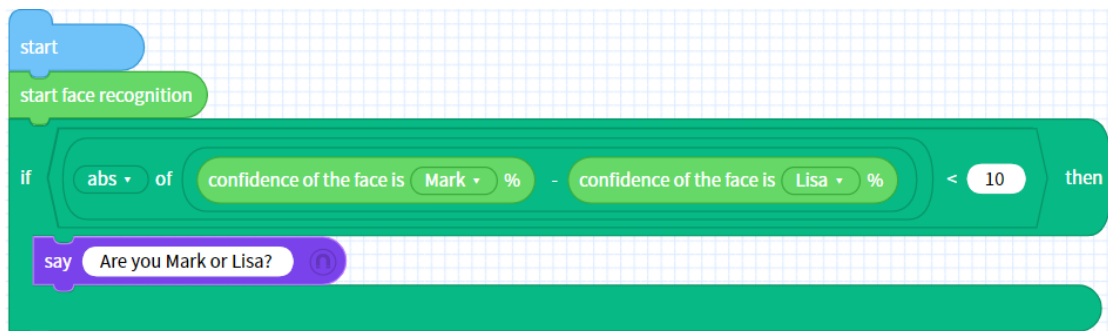 start
start face recognition
if abs of confidence of the face is Mark % - confidence of the face is Lisa % < 10 then
say Are you Mark or Lisa?